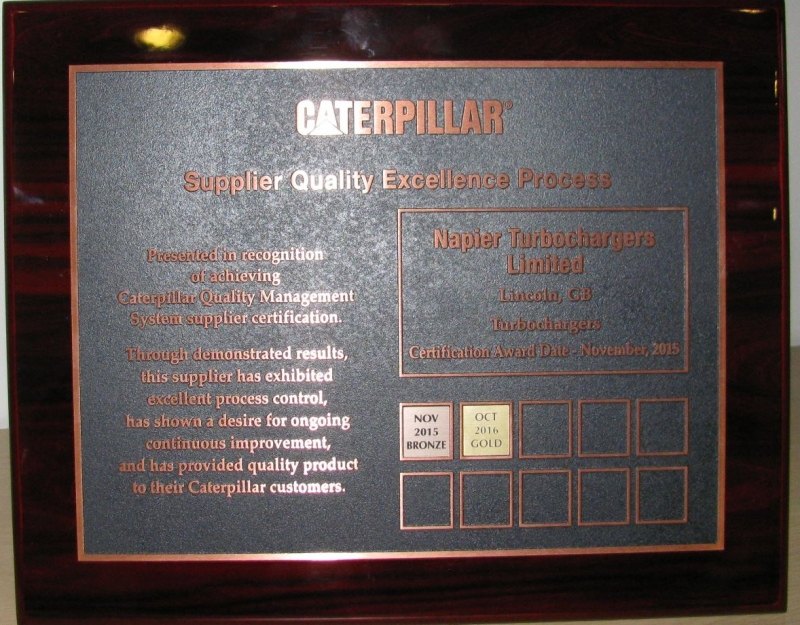 CATERPILLAR®
Supplier Quality Excellence Process
Presented in recognition
of achieving
Caterpillar Quality Management
System supplier certification.
Through demonstrated results,
this supplier has exhibited
excellent process control,
has shown a desire for ongoing
continuous improvement,
and has provided quality product
to their Caterpillar customers.
Napier Turbochargers
Limited
Lincoln, GB
Turbochargers
Certification Award Date - November, 2015
NOV
2015
BRONZE
OCT
2016
GOLD